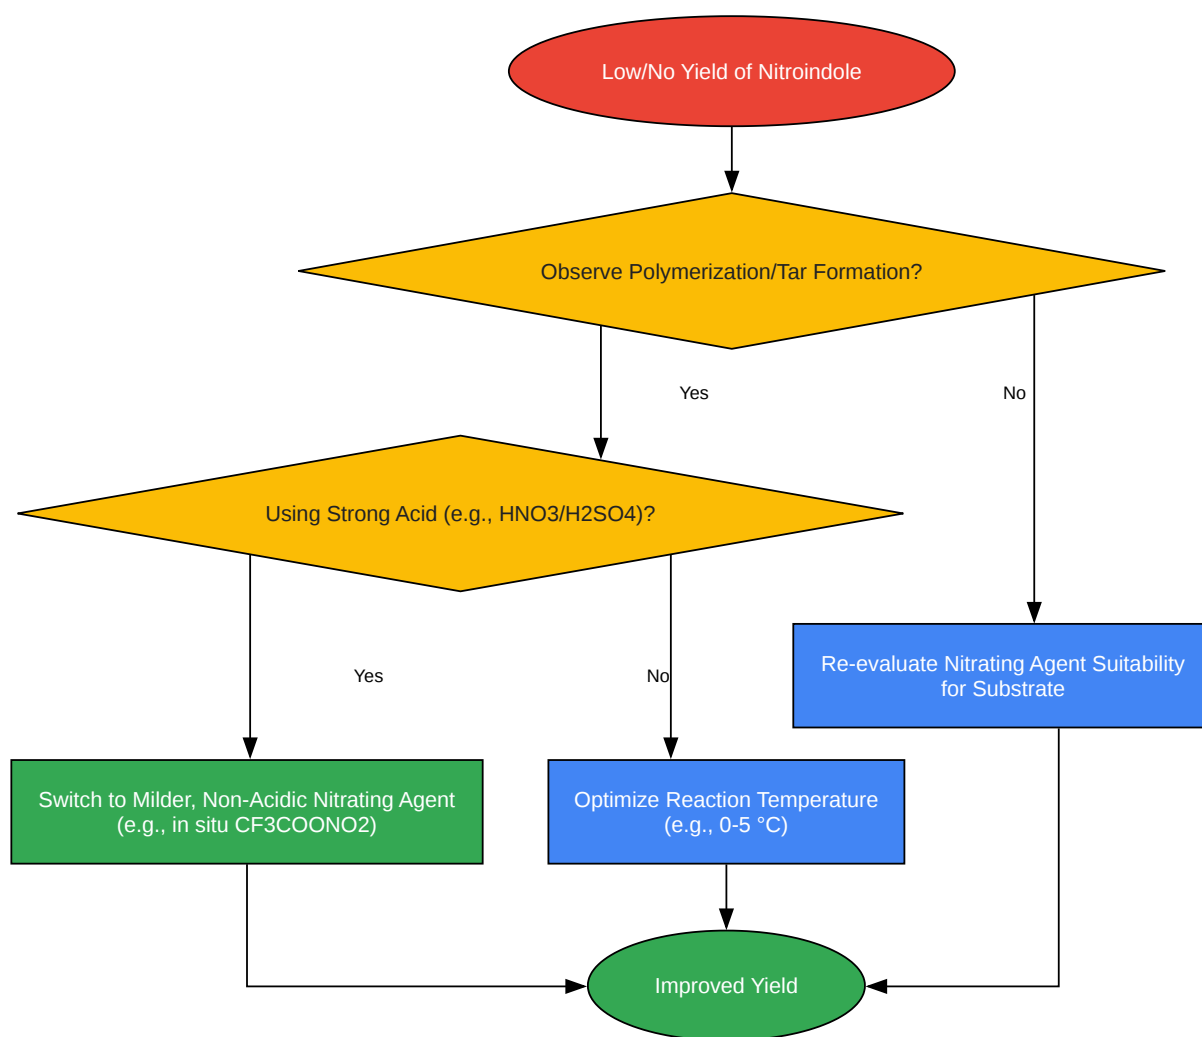 Low/No Yield of Nitroindole
Observe Polymerization/Tar Formation?
Yes
No
Using Strong Acid (e.g., HNO3/H2SO4)?
Re-evaluate Nitrating Agent Suitability
for Substrate
Yes
No
Switch to Milder, Non-Acidic Nitrating Agent
(e.g., in situ CF3COONO2)
Optimize Reaction Temperature
(e.g., 0-5 °C)
Improved Yield